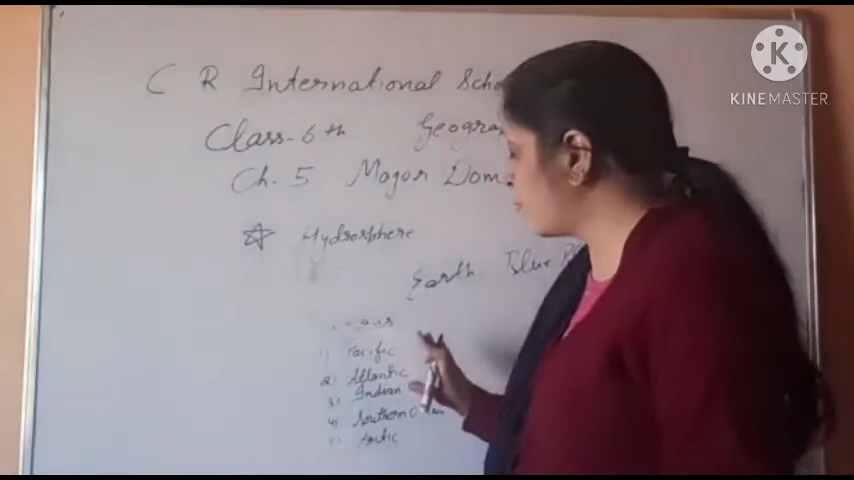 C R International Scho
Class-6th Geogra
Ch. 5 Major Dom
Hydrosphere
Earth Blue Pl
1) Pacific
2) Atlantic
3) Indian
4) Southern O
Arctic
K
KINEMASTER